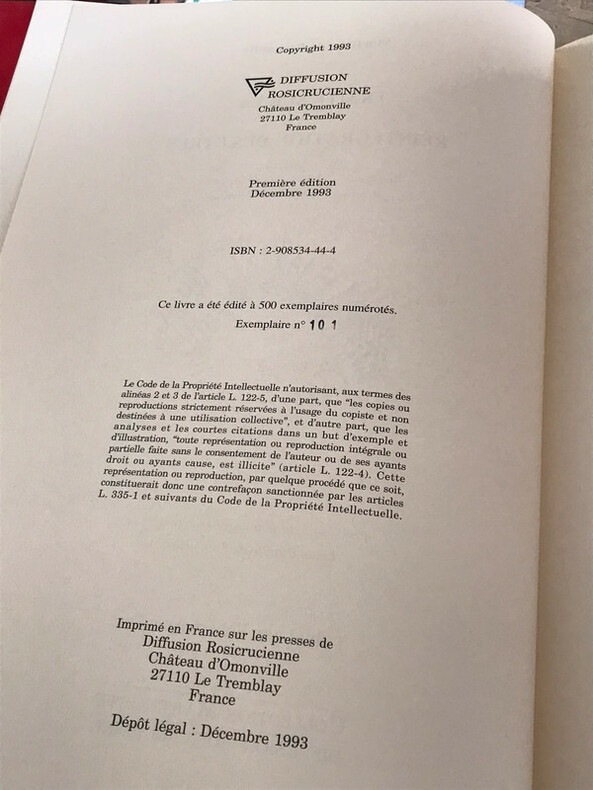 Copyright 1993
DIFFUSION
ROSICRUCIENNE
Château d'Omonville
27110 Le Tremblay
France
Première édition
Décembre 1993
ISBN : 2-908534-44-4
Ce livre a été édité à 500 exemplaires numérotés.
Exemplaire n° 101
Le Code de la Propriété Intellectuelle n'autorisant, aux termes des
alinéas 2 et 3 de l'article L. 122-5, d'une part, que "les copies ou
reproductions strictement réservées à l'usage du copiste et non
destinées à une utilisation collective", et d'autre part, que les
analyses et les courtes citations dans un but d'exemple et
d'illustration, "toute représentation ou reproduction intégrale ou
partielle faite sans le consentement de l'auteur ou de ses ayants
droit ou ayants cause, est illicite" (article L. 122-4). Cette
représentation ou reproduction, par quelque procédé que ce soit,
constituerait donc une contrefaçon sanctionnée par les articles
L. 335-1 et suivants du Code de la Propriété Intellectuelle.
Imprimé en France sur les presses de
Diffusion Rosicrucienne
Château d'Omonville
27110 Le Tremblay
France
Dépôt légal : Décembre 1993